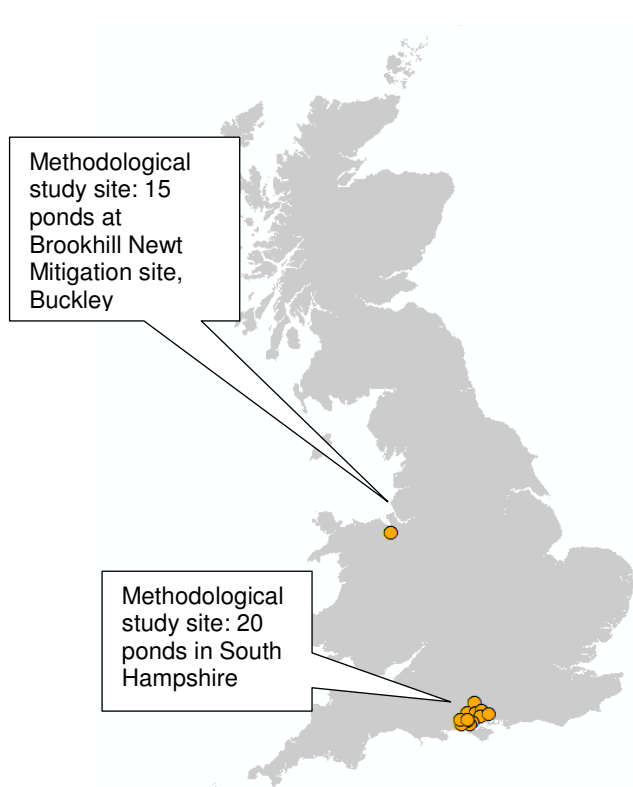 Methodological
study site: 15
ponds at
Brookhill Newt
Mitigation site,
Buckley
Methodological
study site: 20
ponds in South
Hampshire